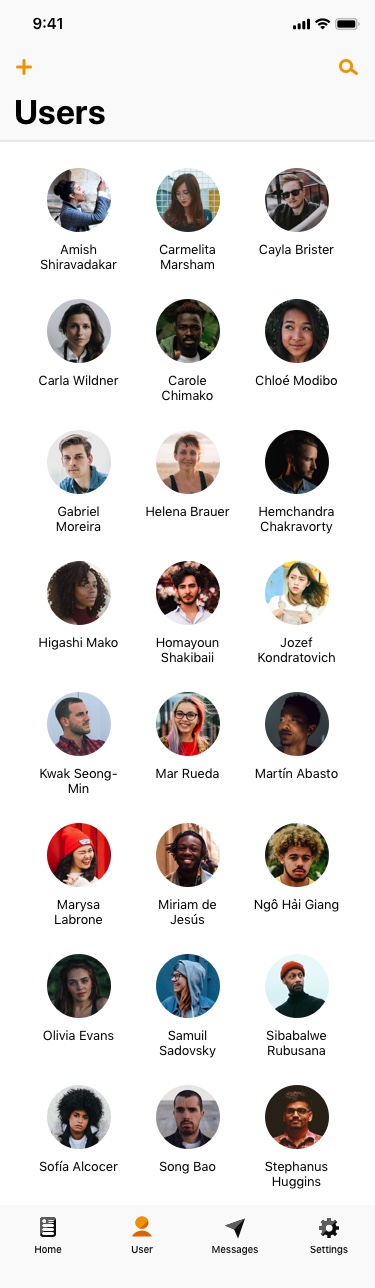 9:41
Users
Amish
Shiravadakar
Carmelita
Marsham
Cayla Brister
Carla Wildner
Carole
Chimako
Chloé Modibo
Gabriel
Moreira
Helena Brauer
Hemchandra
Chakravorty
Higashi Mako
Homayoun
Shakibaii
Jozef
Kondratovich
Kwak Seong-
Min
Mar Rueda
Martín Abasto
Marysa
Labrone
Miriam de
Jesús
Ngô Hải Giang
Olivia Evans
Samuil
Sadovsky
Sibabalwe
Rubusana
Sofía Alcocer
Song Bao
Stephanus
Huggins
Home
User
Messages
Settings